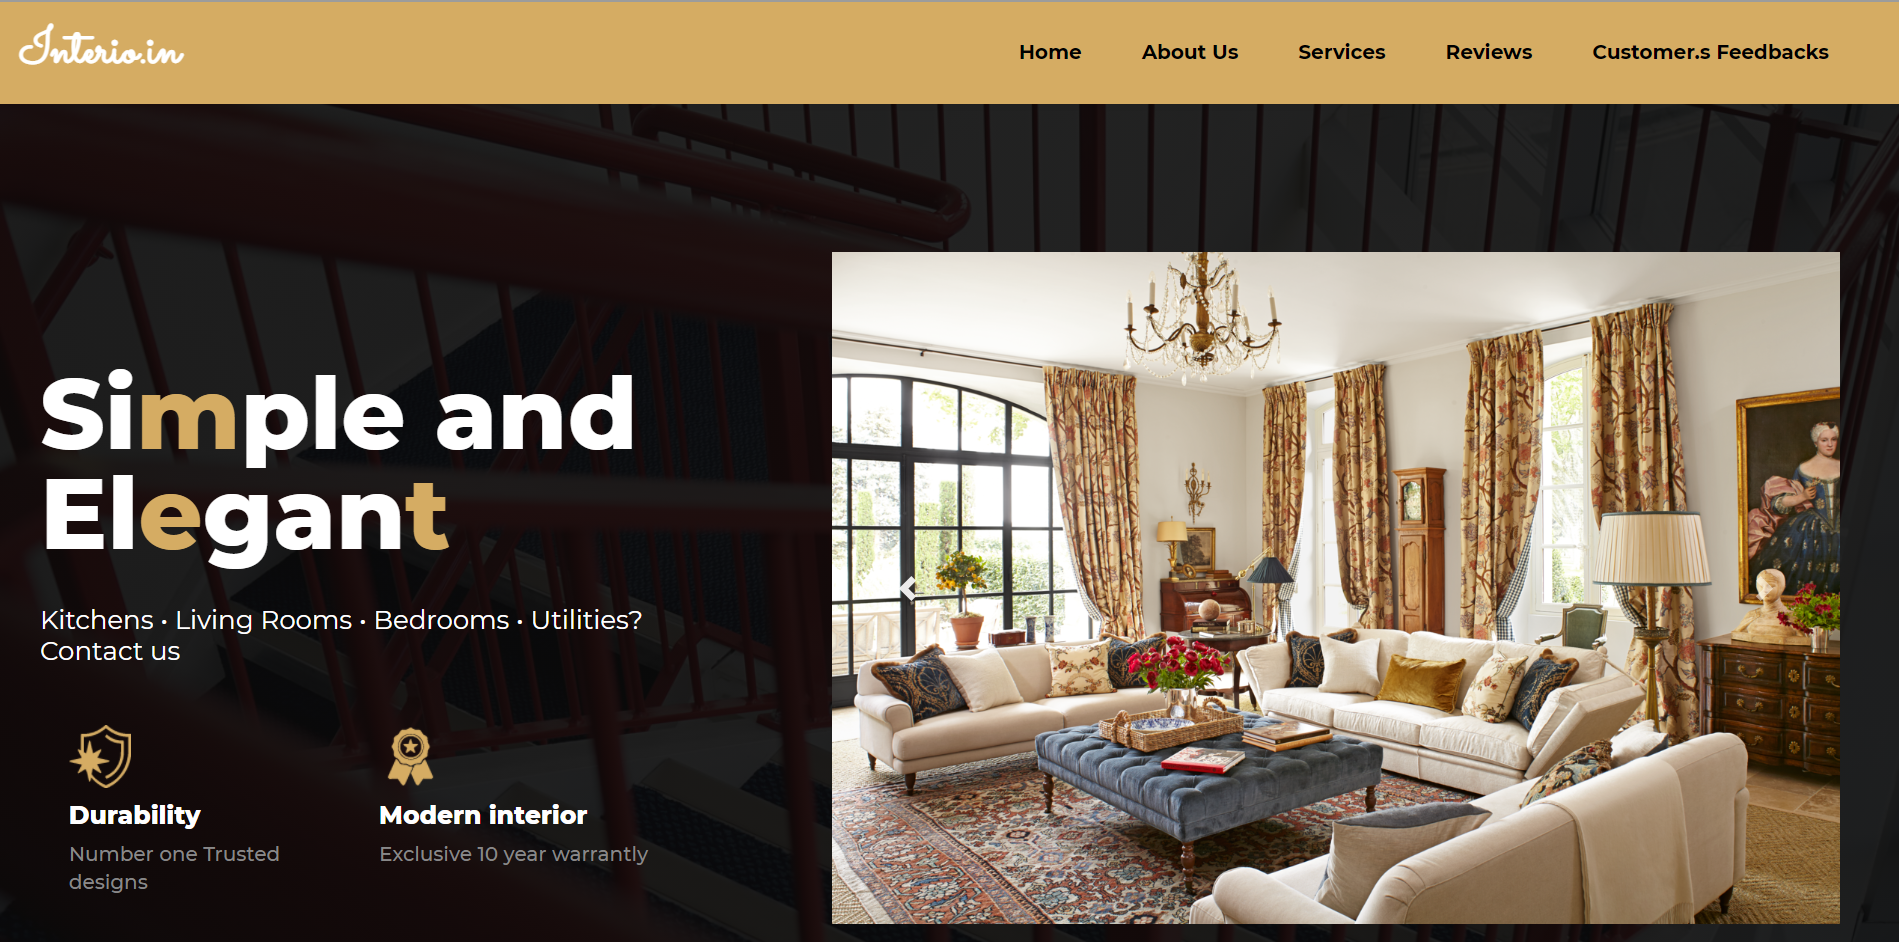 Interio.in
Home
About Us
Services
Reviews
Customer.s Feedbacks
Simple and
Elegant
Kitchens • Living Rooms • Bedrooms • Utilities?
Contact us
Durability
Number one Trusted
designs
Modern interior
Exclusive 10 year warrantly